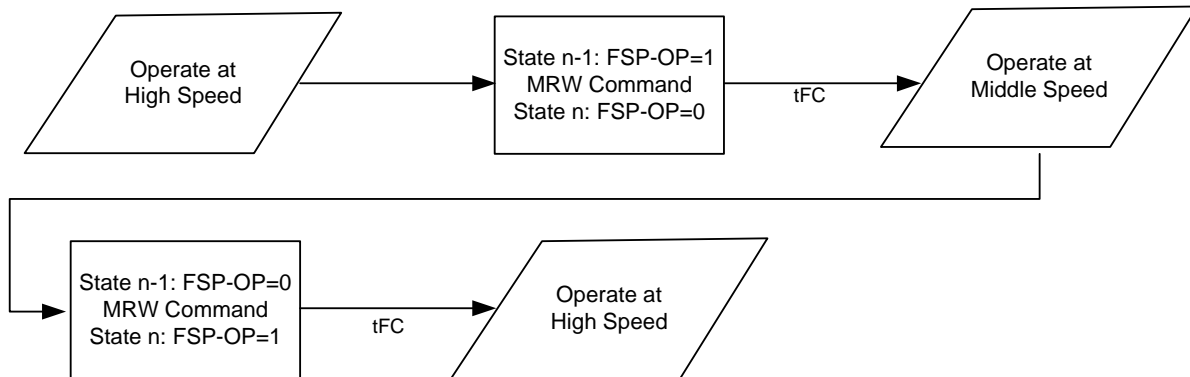 Operate at
High Speed
State n-1: FSP-OP=1
MRW Command
State n: FSP-OP=0
tFC
Operate at
Middle Speed
State n-1: FSP-OP=0
MRW Command
State n: FSP-OP=1
tFC
Operate at
High Speed